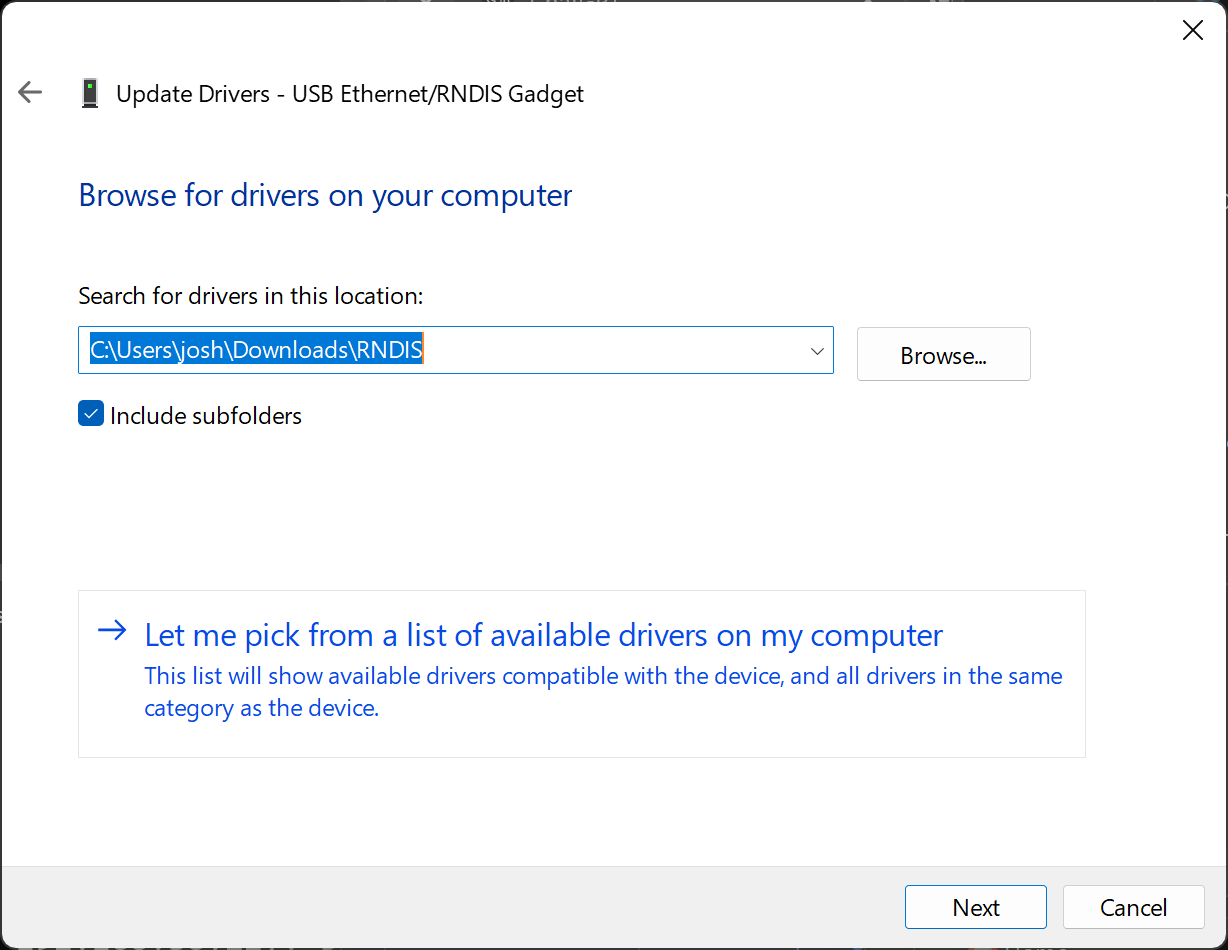 Update Drivers - USB Ethernet/RNDIS Gadget
Browse for drivers on your computer
Search for drivers in this location:
C:\Users\josh\Downloads\RNDIS
Browse...
Include subfolders
Let me pick from a list of available drivers on my computer
This list will show available drivers compatible with the device, and all drivers in the same
category as the device.
Next
Cancel